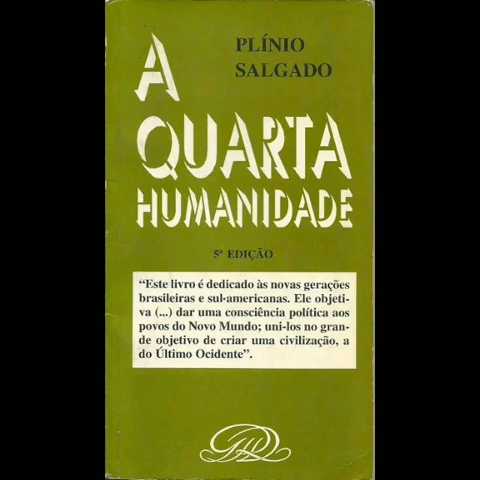 A
PLÍNIO
SALGADO
QUARTA
HUMANIDADE
5ª EDIÇÃO
“Este livro é dedicado às novas gerações
brasileiras e sul-americanas. Ele objeti-
va (...) dar uma consciência política aos
povos do Novo Mundo; uni-los no gran-
de objetivo de criar uma civilização, a
do Último Ocidente”.
GRD